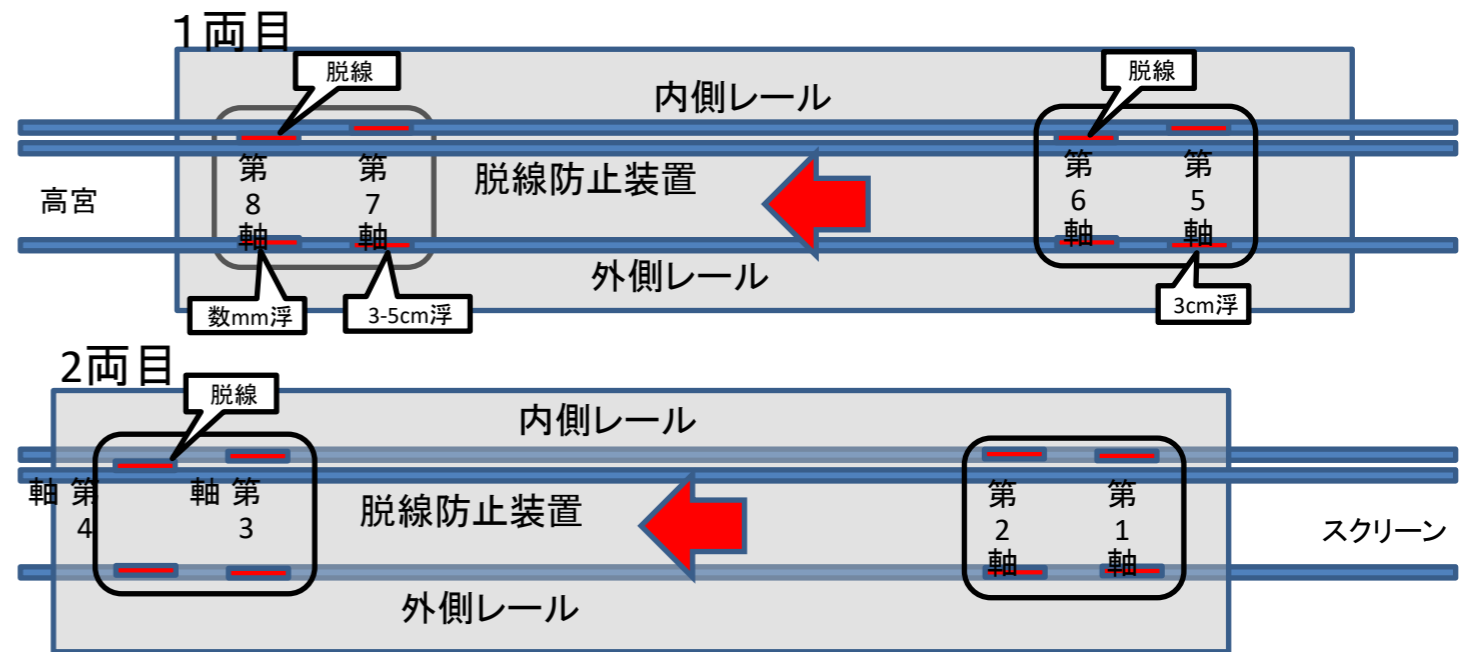 1両目
脱線
脱線
内側レール
第8軸
第7軸
脱線防止装置
第6軸
第5軸
高宮
外側レール
数mm浮
3-5cm浮
3cm浮
2両目
脱線
内側レール
第4軸
第3軸
脱線防止装置
第2軸
第1軸
スクリーン
外側レール